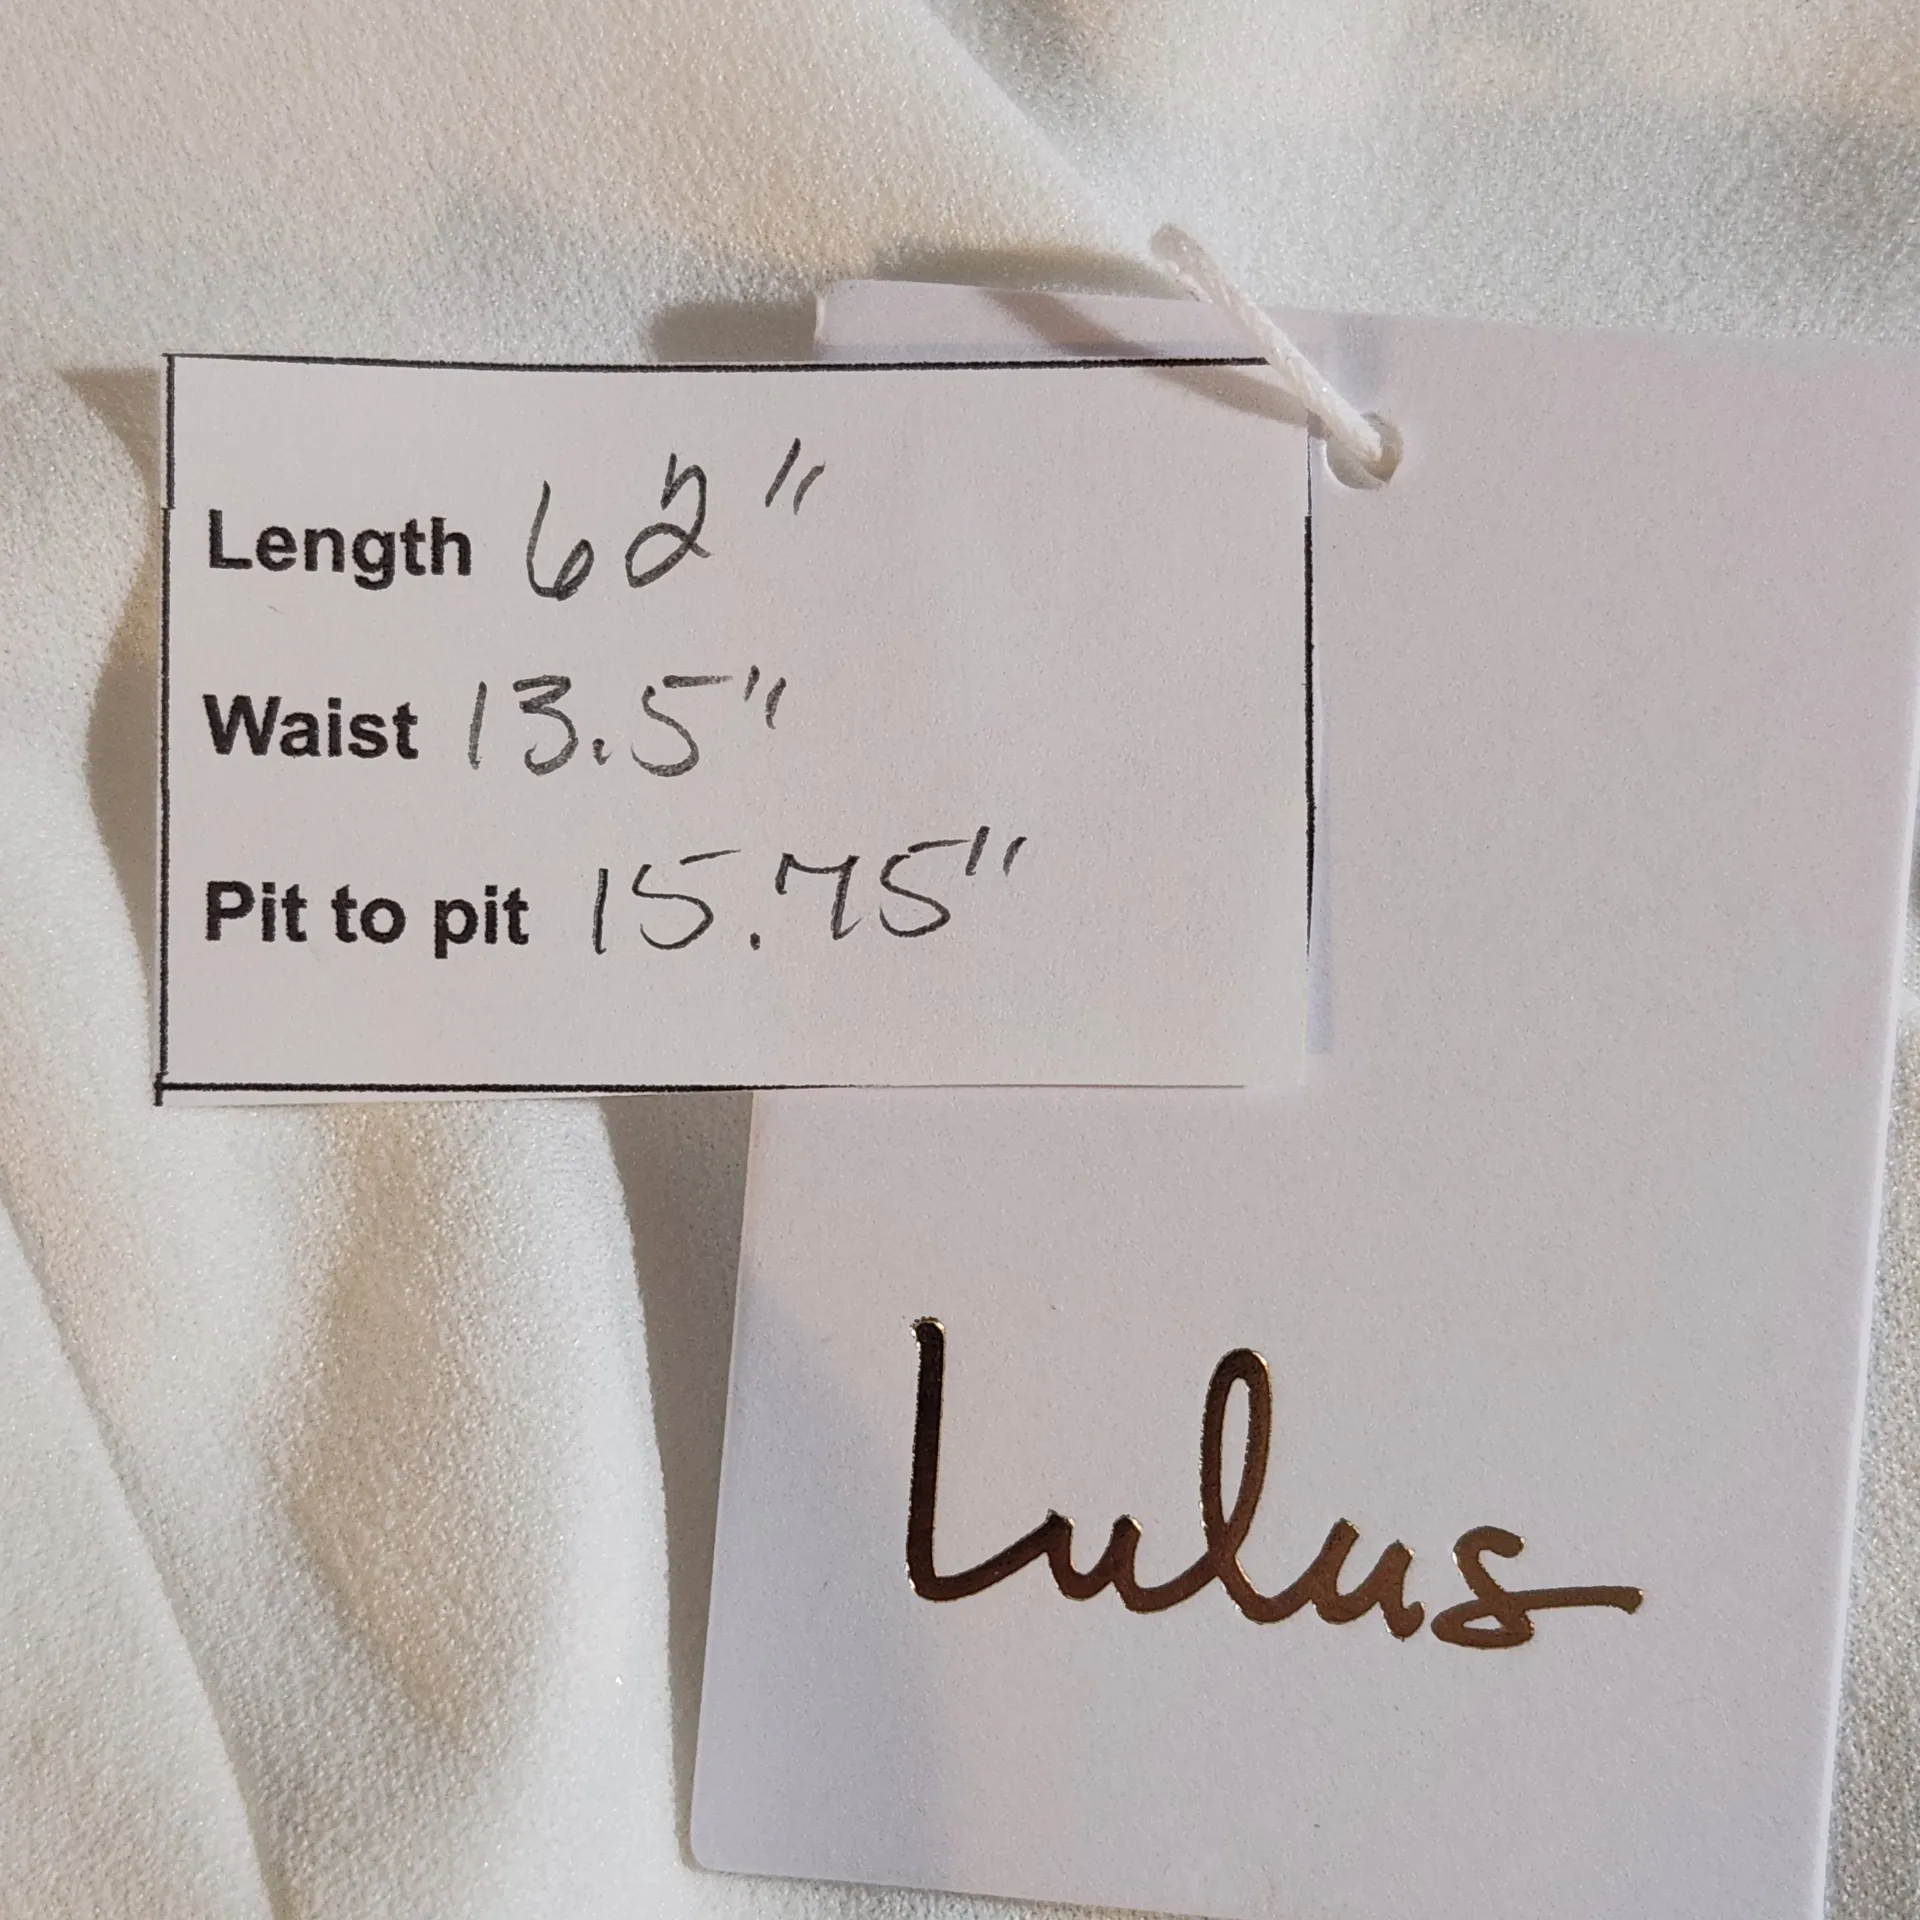 Length 62"
Waist 13.5"
Pit to pit 15.75"
Lulus